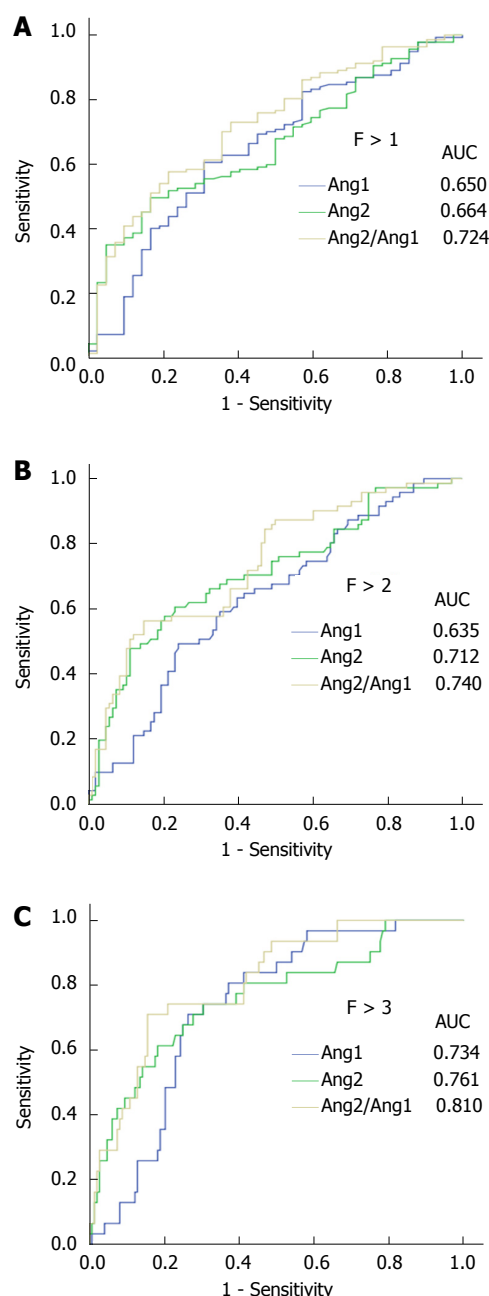 A
1.0
0.8
0.6
0.4
0.2
0.0
Sensitivity
F > 1
AUC
Ang1 0.650
Ang2 0.664
Ang2/Ang1 0.724
0.0 0.2 0.4 0.6 0.8 1.0
1 - Sensitivity
B
1.0
0.8
0.6
0.4
0.2
0.0
Sensitivity
F > 2
AUC
Ang1 0.635
Ang2 0.712
Ang2/Ang1 0.740
0.0 0.2 0.4 0.6 0.8 1.0
1 - Sensitivity
C
1.0
0.8
0.6
0.4
0.2
0.0
Sensitivity
F > 3
AUC
Ang1 0.734
Ang2 0.761
Ang2/Ang1 0.810
0.0 0.2 0.4 0.6 0.8 1.0
1 - Sensitivity